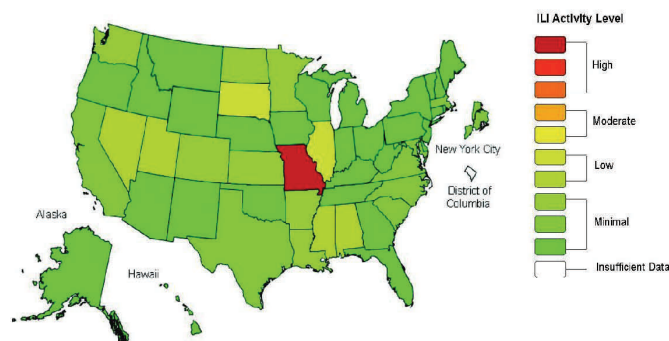 ILI Activity Level
High
Moderate
Low
Minimal
Insufficient Data
New York City
District of
Columbia
Alaska
Hawaii